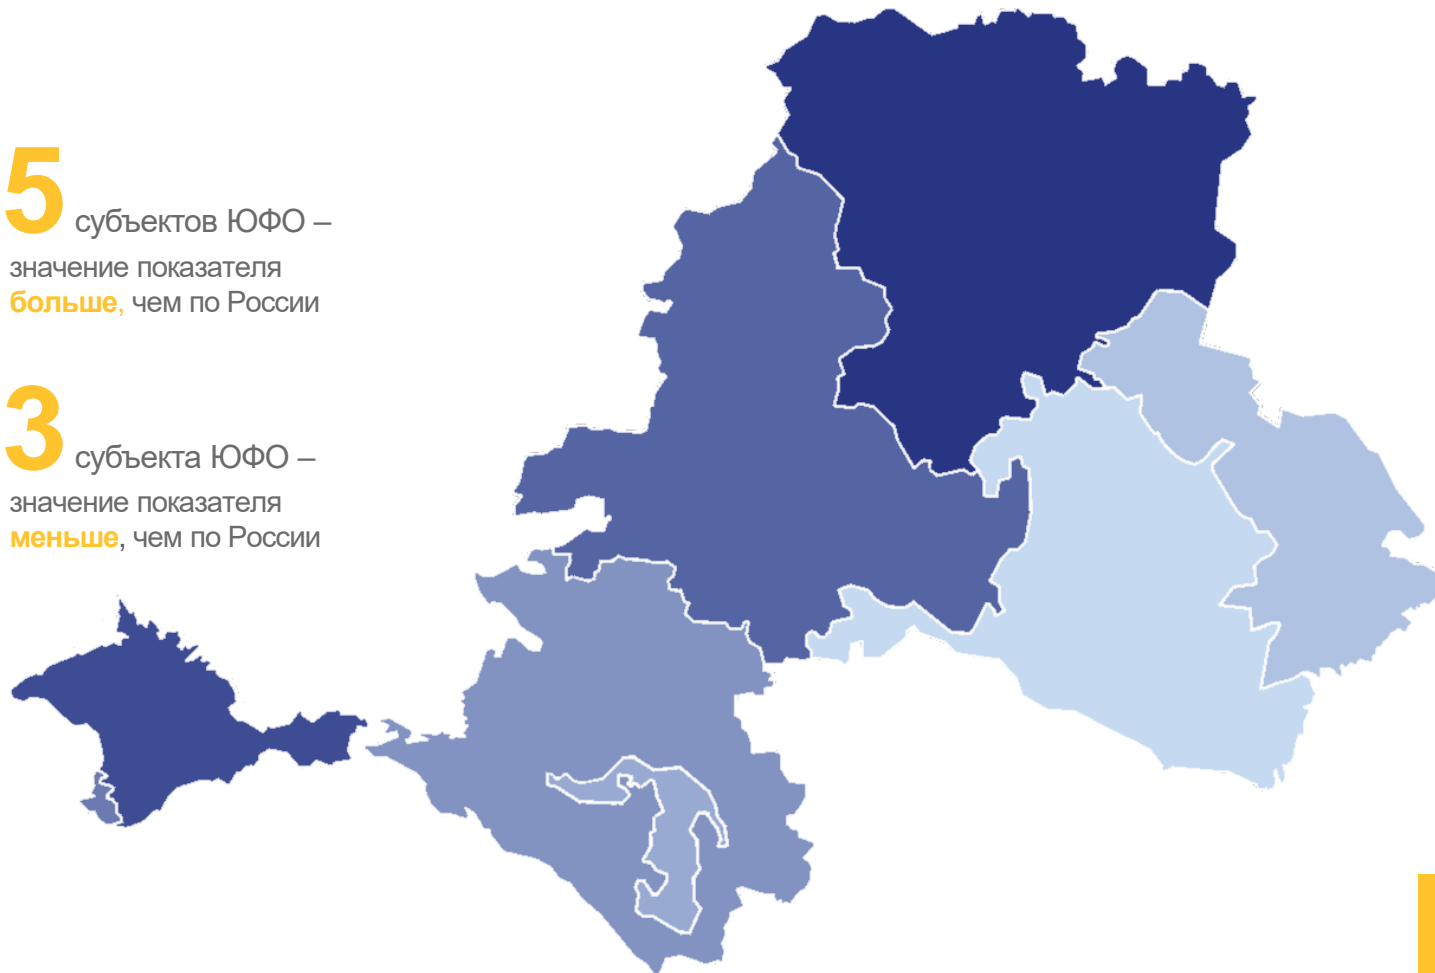 5 субъектов ЮФО –
значение показателя
больше, чем по России
3 субъекта ЮФО –
значение показателя
меньше, чем по России